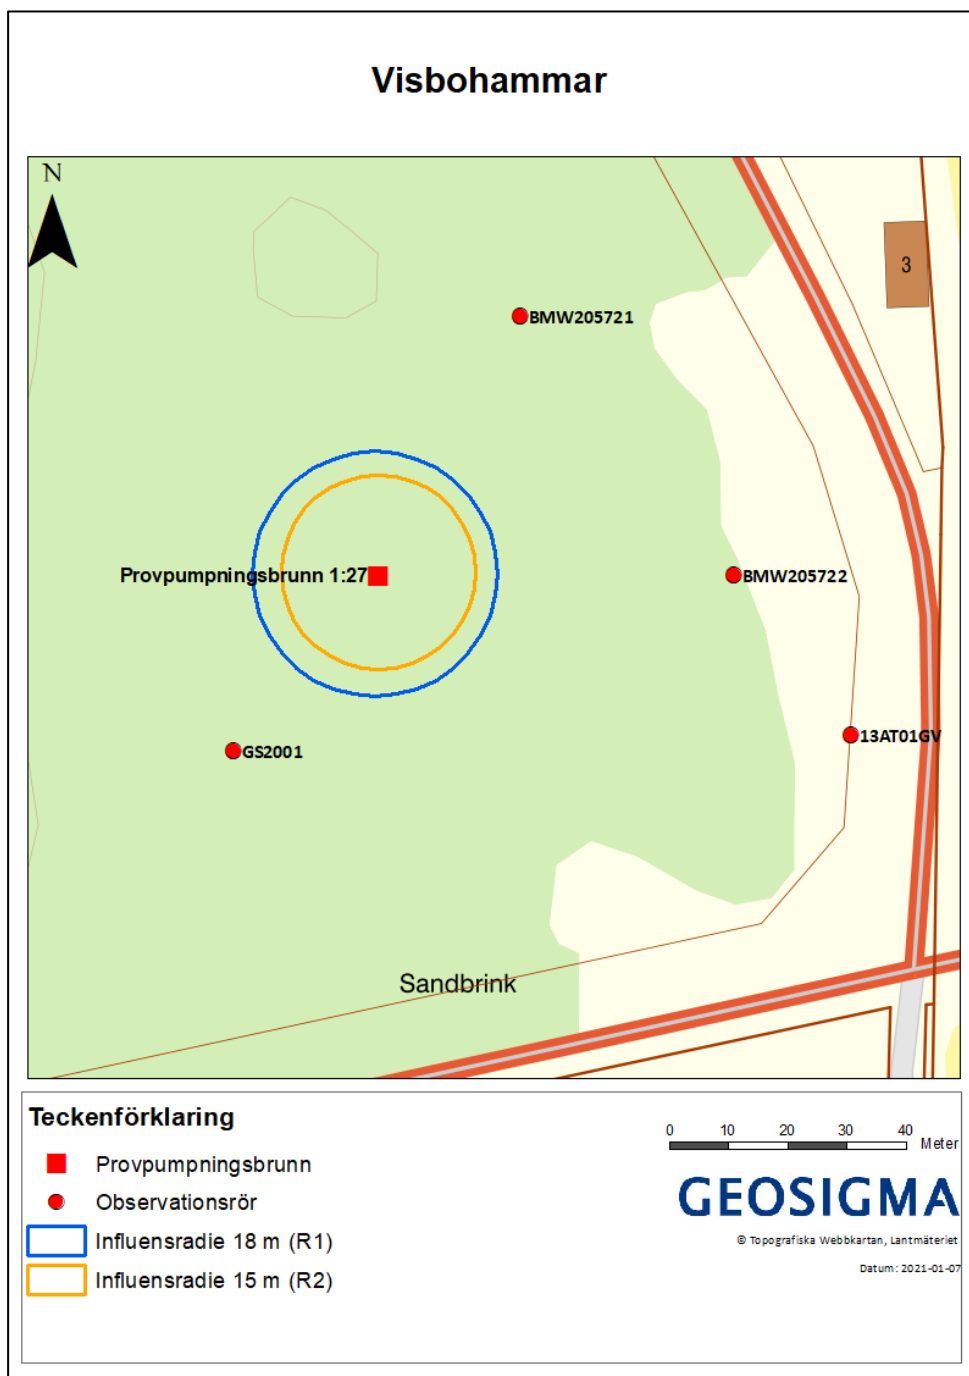 Visbohammar
N
3
BMW205721
Provpumpningsbrunn 1:27
BMW205722
13AT01GV
GS2001
Sandbrink
Teckenförklaring
Provpumpningsbrunn
Observationsrör
Influensradie 18 m (R1)
Influensradie 15 m (R2)
0 10 20 30 40
Meter
GEOSIGMA
© Topografiska Webbkartan, Lantmäteriet
Datum: 2021-01-07